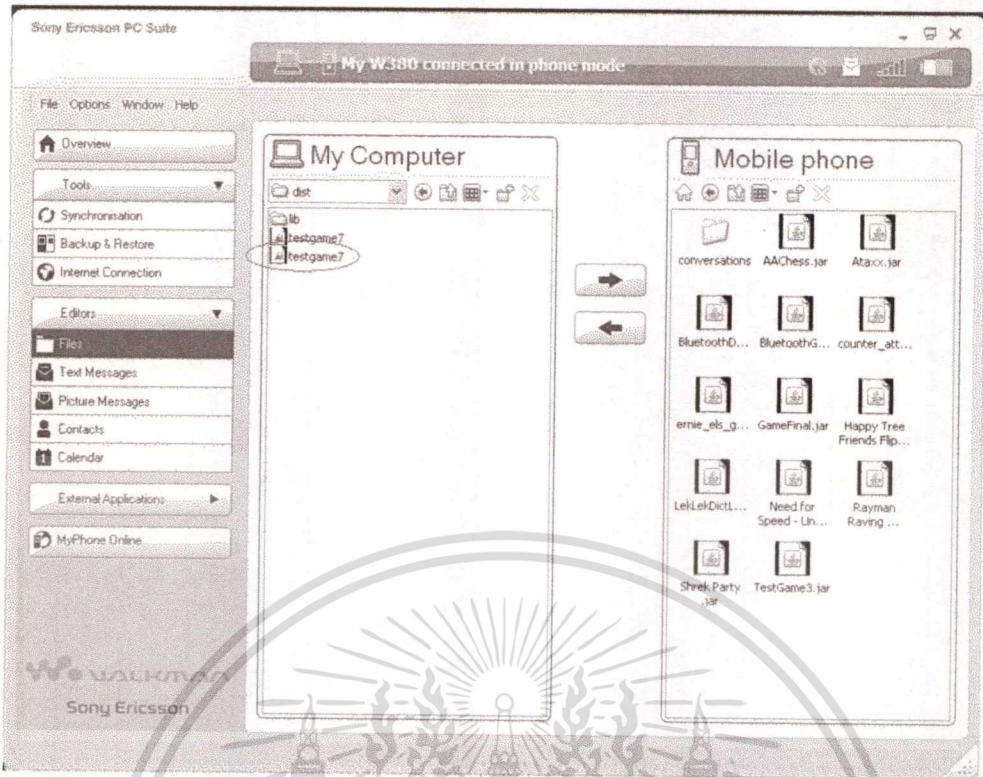 Sony Ericsson PC Suite
My W380 connected in phone mode
File Options Window Help
Overview
Tools
Synchronisation
Backup & Restore
Internet Connection
Editors
Files
Text Messages
Picture Messages
Contacts
Calendar
External Applications
MyPhone Online
WALKMAN
Sony Ericsson
My Computer
dist
lib
testgame7
testgame7
Mobile phone
conversations AAChess.jar Ataxx.jar
BluetoothD... BluetoothG... counter_att...
ernie_els_g... GameFinal.jar Happy Tree
Friends Flip...
LekLekDictL... Need for Rayman
Speed - Un... Raving ...
Shrek Party TestGame3.jar
.jar